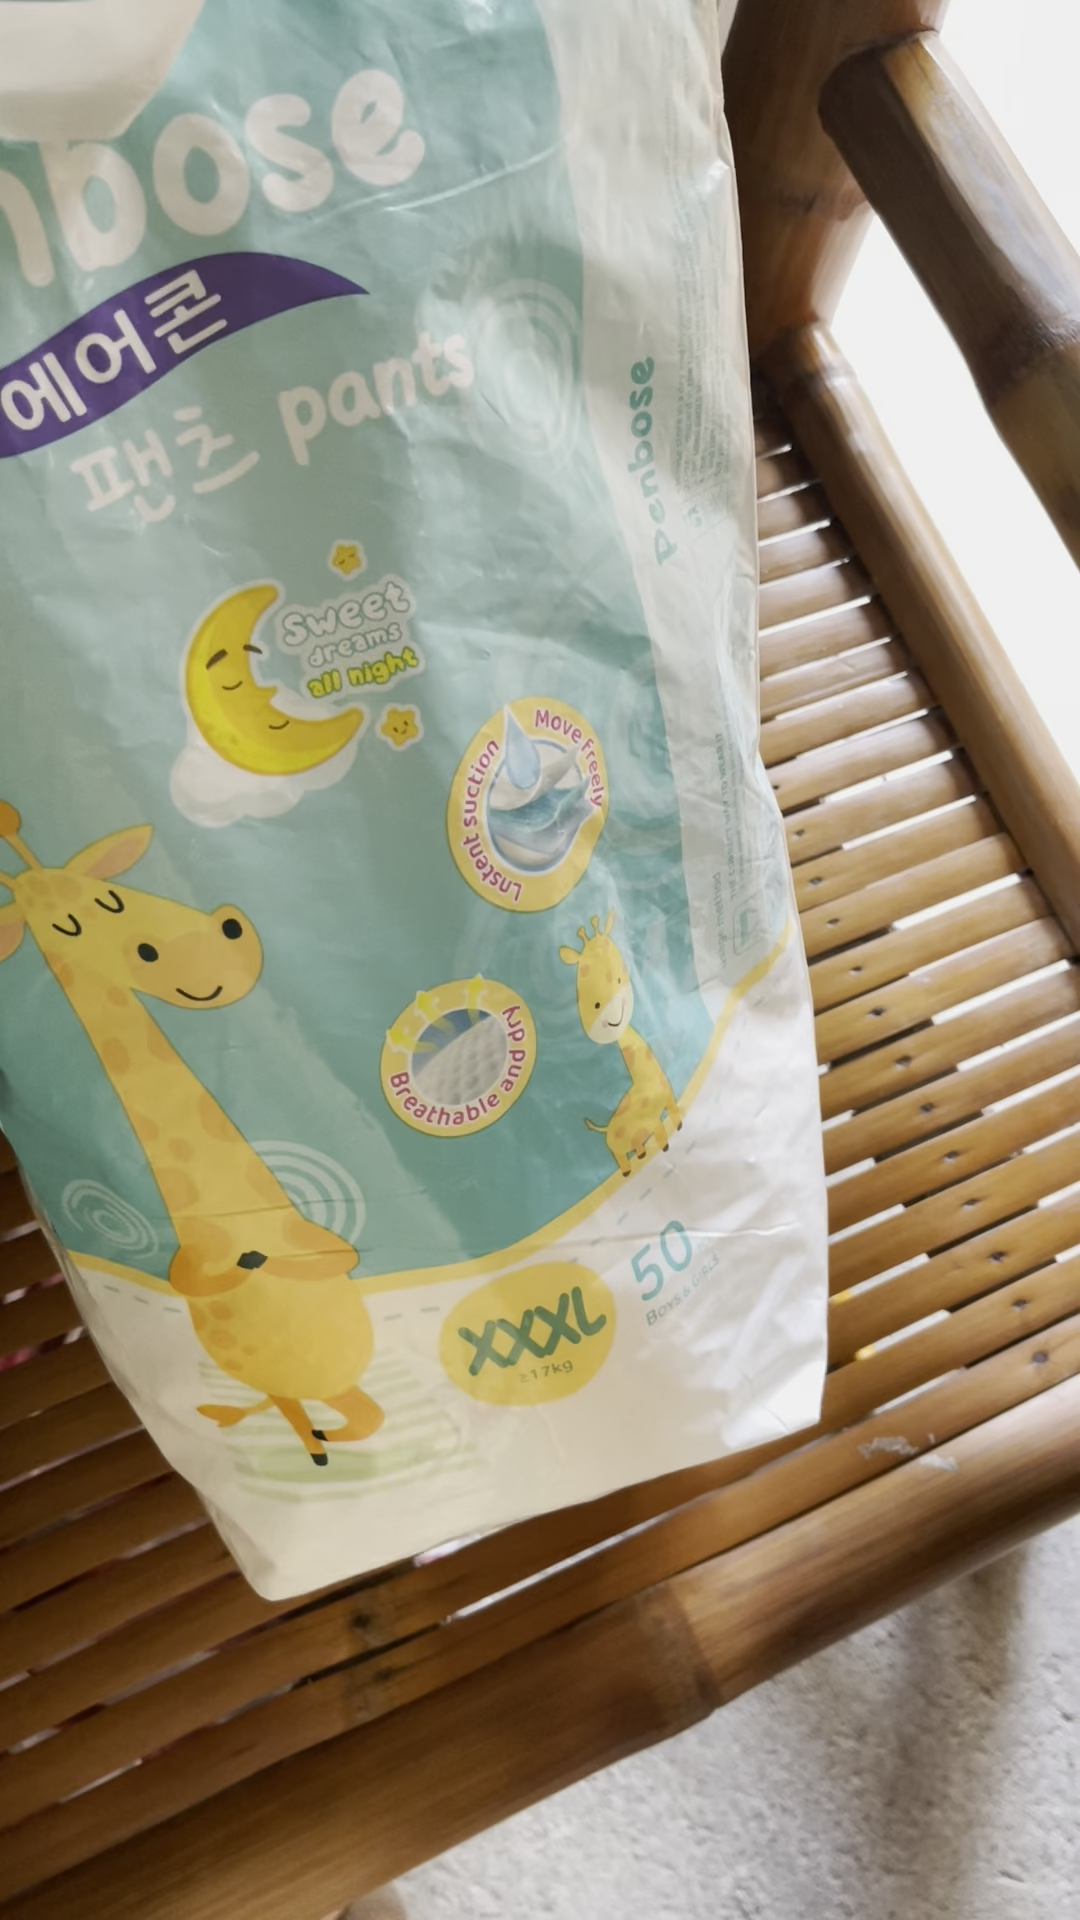 nbose
에어콘
팬츠 pants
Penbose
Sweet
dreams
all night
Move Freely
Lnstent suction
Breathable and dry
50
BOYS & GIRLS
XXXL
≥17kg